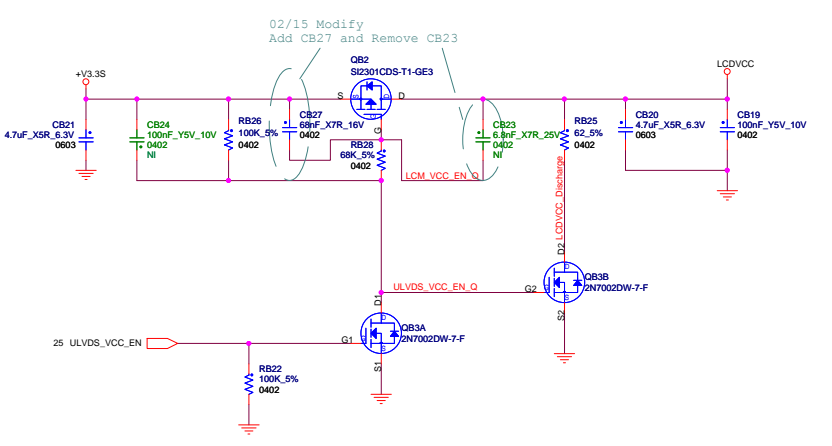 02/15 Modify
Add CB27 and Remove CB23
QB2
SI2301CDS-T1-GE3
+V3.3S
LCDVCC
S
D
G
CB21
4.7uF_X5R_6.3V
0603
CB24
100nF_Y5V_10V
0402
NI
RB26
100K_5%
0402
CB27
68nF_X7R_16V
0402
RB28
68K_5%
0402
CB23
6.8nF_X7R_25V
0402
NI
RB25
62_5%
0402
CB20
4.7uF_X5R_6.3V
0603
CB19
100nF_Y5V_10V
0402
LCM_VCC_EN_Q
LCDVCC_Discharge
D2
QB3B
2N7002DW-7-F
G2
S2
ULVDS_VCC_EN_Q
D1
QB3A
2N7002DW-7-F
G1
S1
25 ULVDS_VCC_EN
RB22
100K_5%
0402